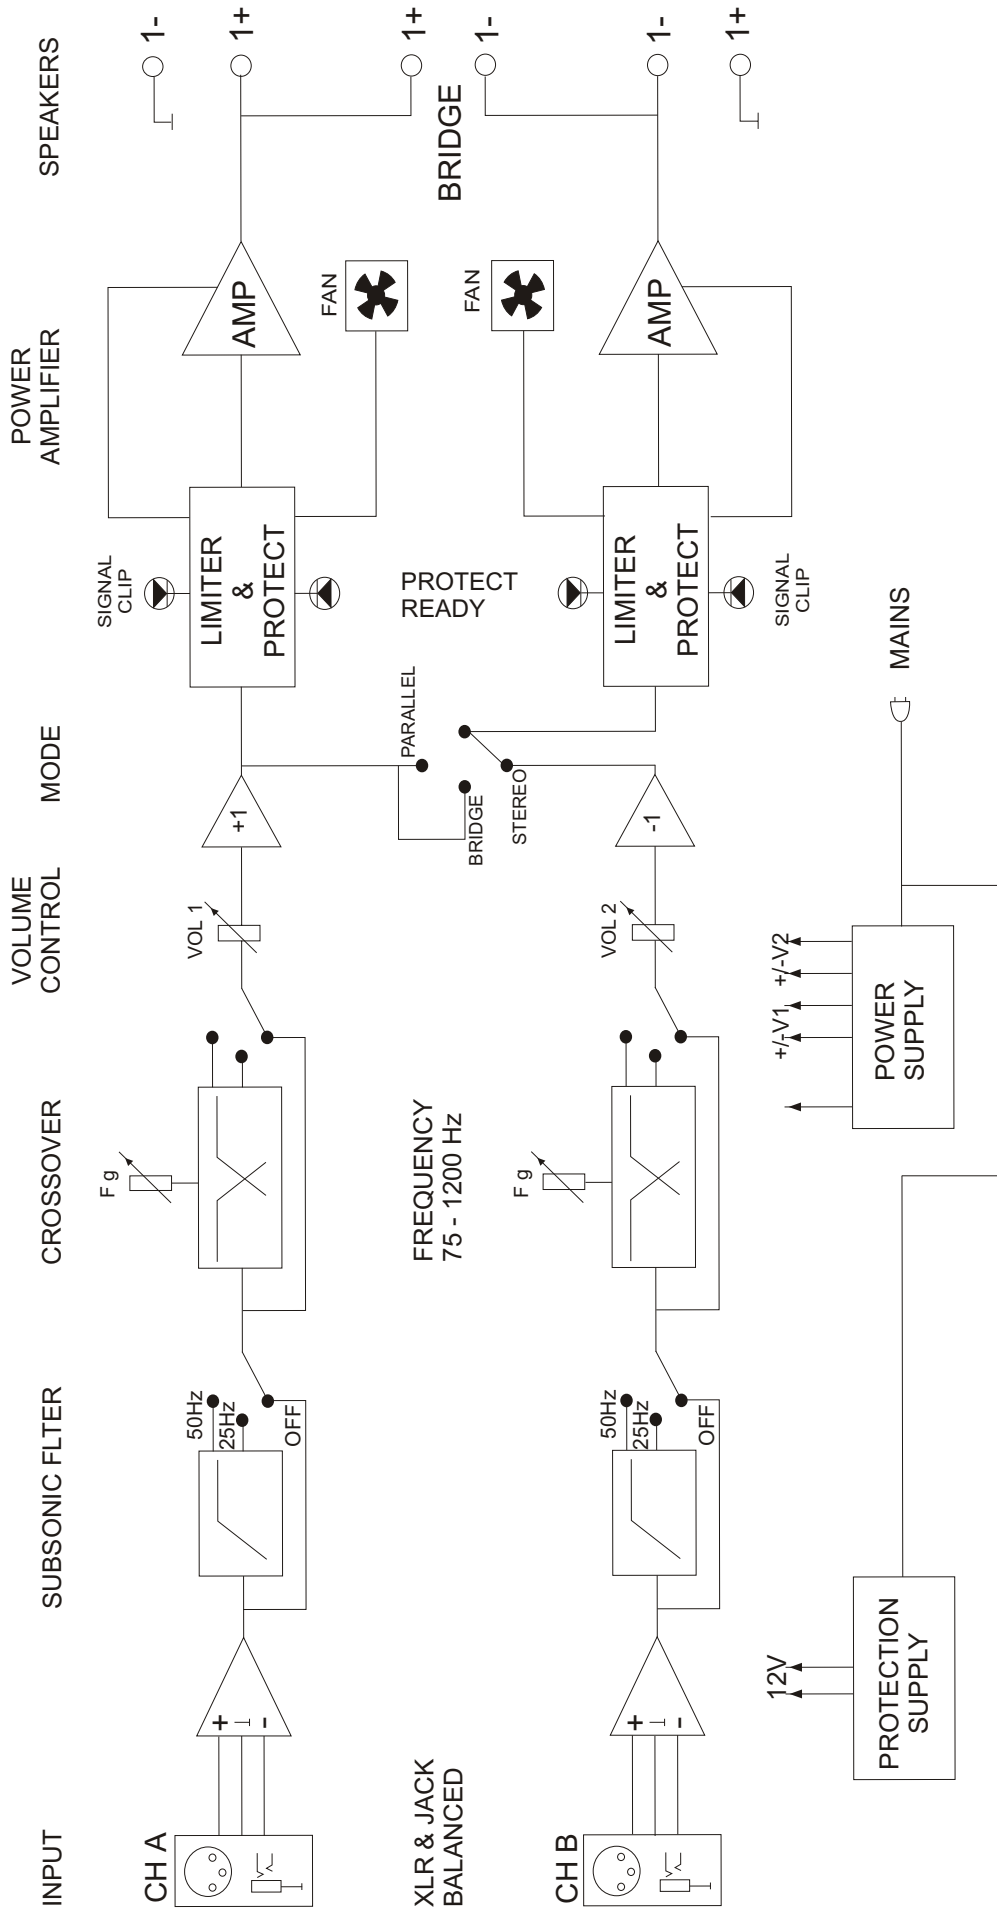 INPUT
SUBSONIC FLTER
CROSSOVER
VOLUME
CONTROL
MODE
POWER
AMPLIFIER
SPEAKERS
CH A
+
-
50Hz
25Hz
OFF
F g
VOL 1
+1
SIGNAL
CLIP
LIMITER
&
PROTECT
AMP
FAN
1-
1+
1+
XLR & JACK
BALANCED
FREQUENCY
75 - 1200 Hz
PARALLEL
BRIDGE
STEREO
PROTECT
READY
BRIDGE
CH B
+
-
50Hz
25Hz
OFF
F g
VOL 2
-1
LIMITER
&
PROTECT
SIGNAL
CLIP
FAN
AMP
1-
1-
1+
12V
PROTECTION
SUPPLY
+/-V1
+/-V2
POWER
SUPPLY
MAINS